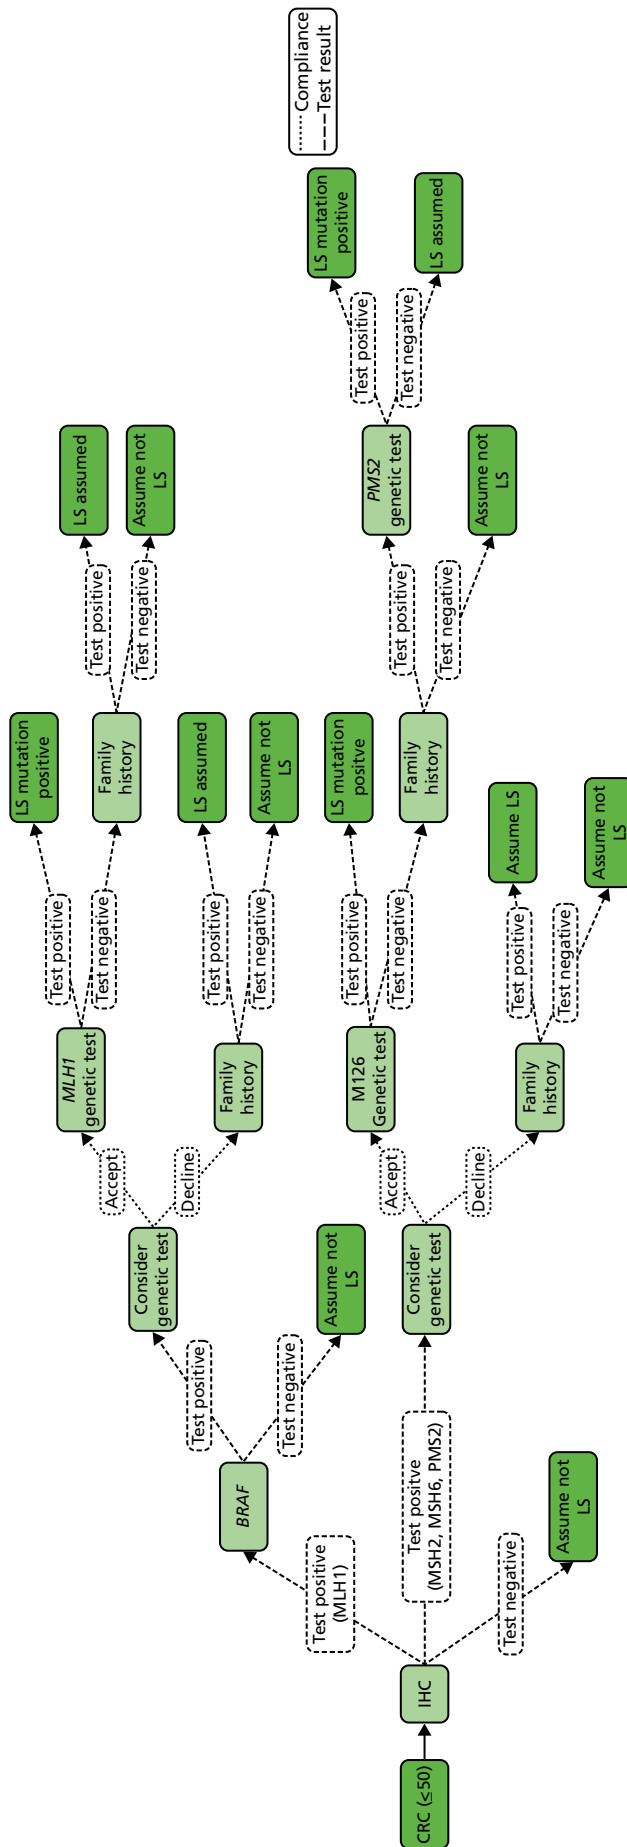 Compliance
Test result
CRC (≤50)
IHC
Test positive
(MLH1)
Test positve
(MSH2, MSH6, PMS2)
Test negative
BRAF
Assume not
LS
Test positive
Test negative
Consider
genetic test
Assume not
LS
Consider
genetic test
Accept
Decline
Accept
Decline
MLH1
genetic test
Family
history
M126
Genetic test
Family
history
Test positive
Test negative
Test positive
Test negative
Test positive
Test negative
Test positive
Test negative
LS mutation
positive
Family
history
LS assumed
Assume not
LS
LS mutation
positve
Family
history
Assume LS
Assume not
LS
Test positive
Test negative
Test positive
Test negative
LS assumed
Assume not
LS
PMS2
genetic test
Assume not
LS
Test positive
Test negative
LS mutation
positive
LS assumed